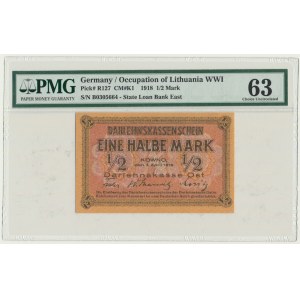 PMG
PAPER MONEY GUARANTY
Germany / Occupation of Lithuania WWI
Pick# R127 CM#K1 1918 1/2 Mark
S/N B0305664 - State Loan Bank East
63
Choice Uncirculated
DARLEHNSKASSENSCHEIN
EINE HALBE MARK
1/2 1/2
KOWNO
Darlehnskasse Ost